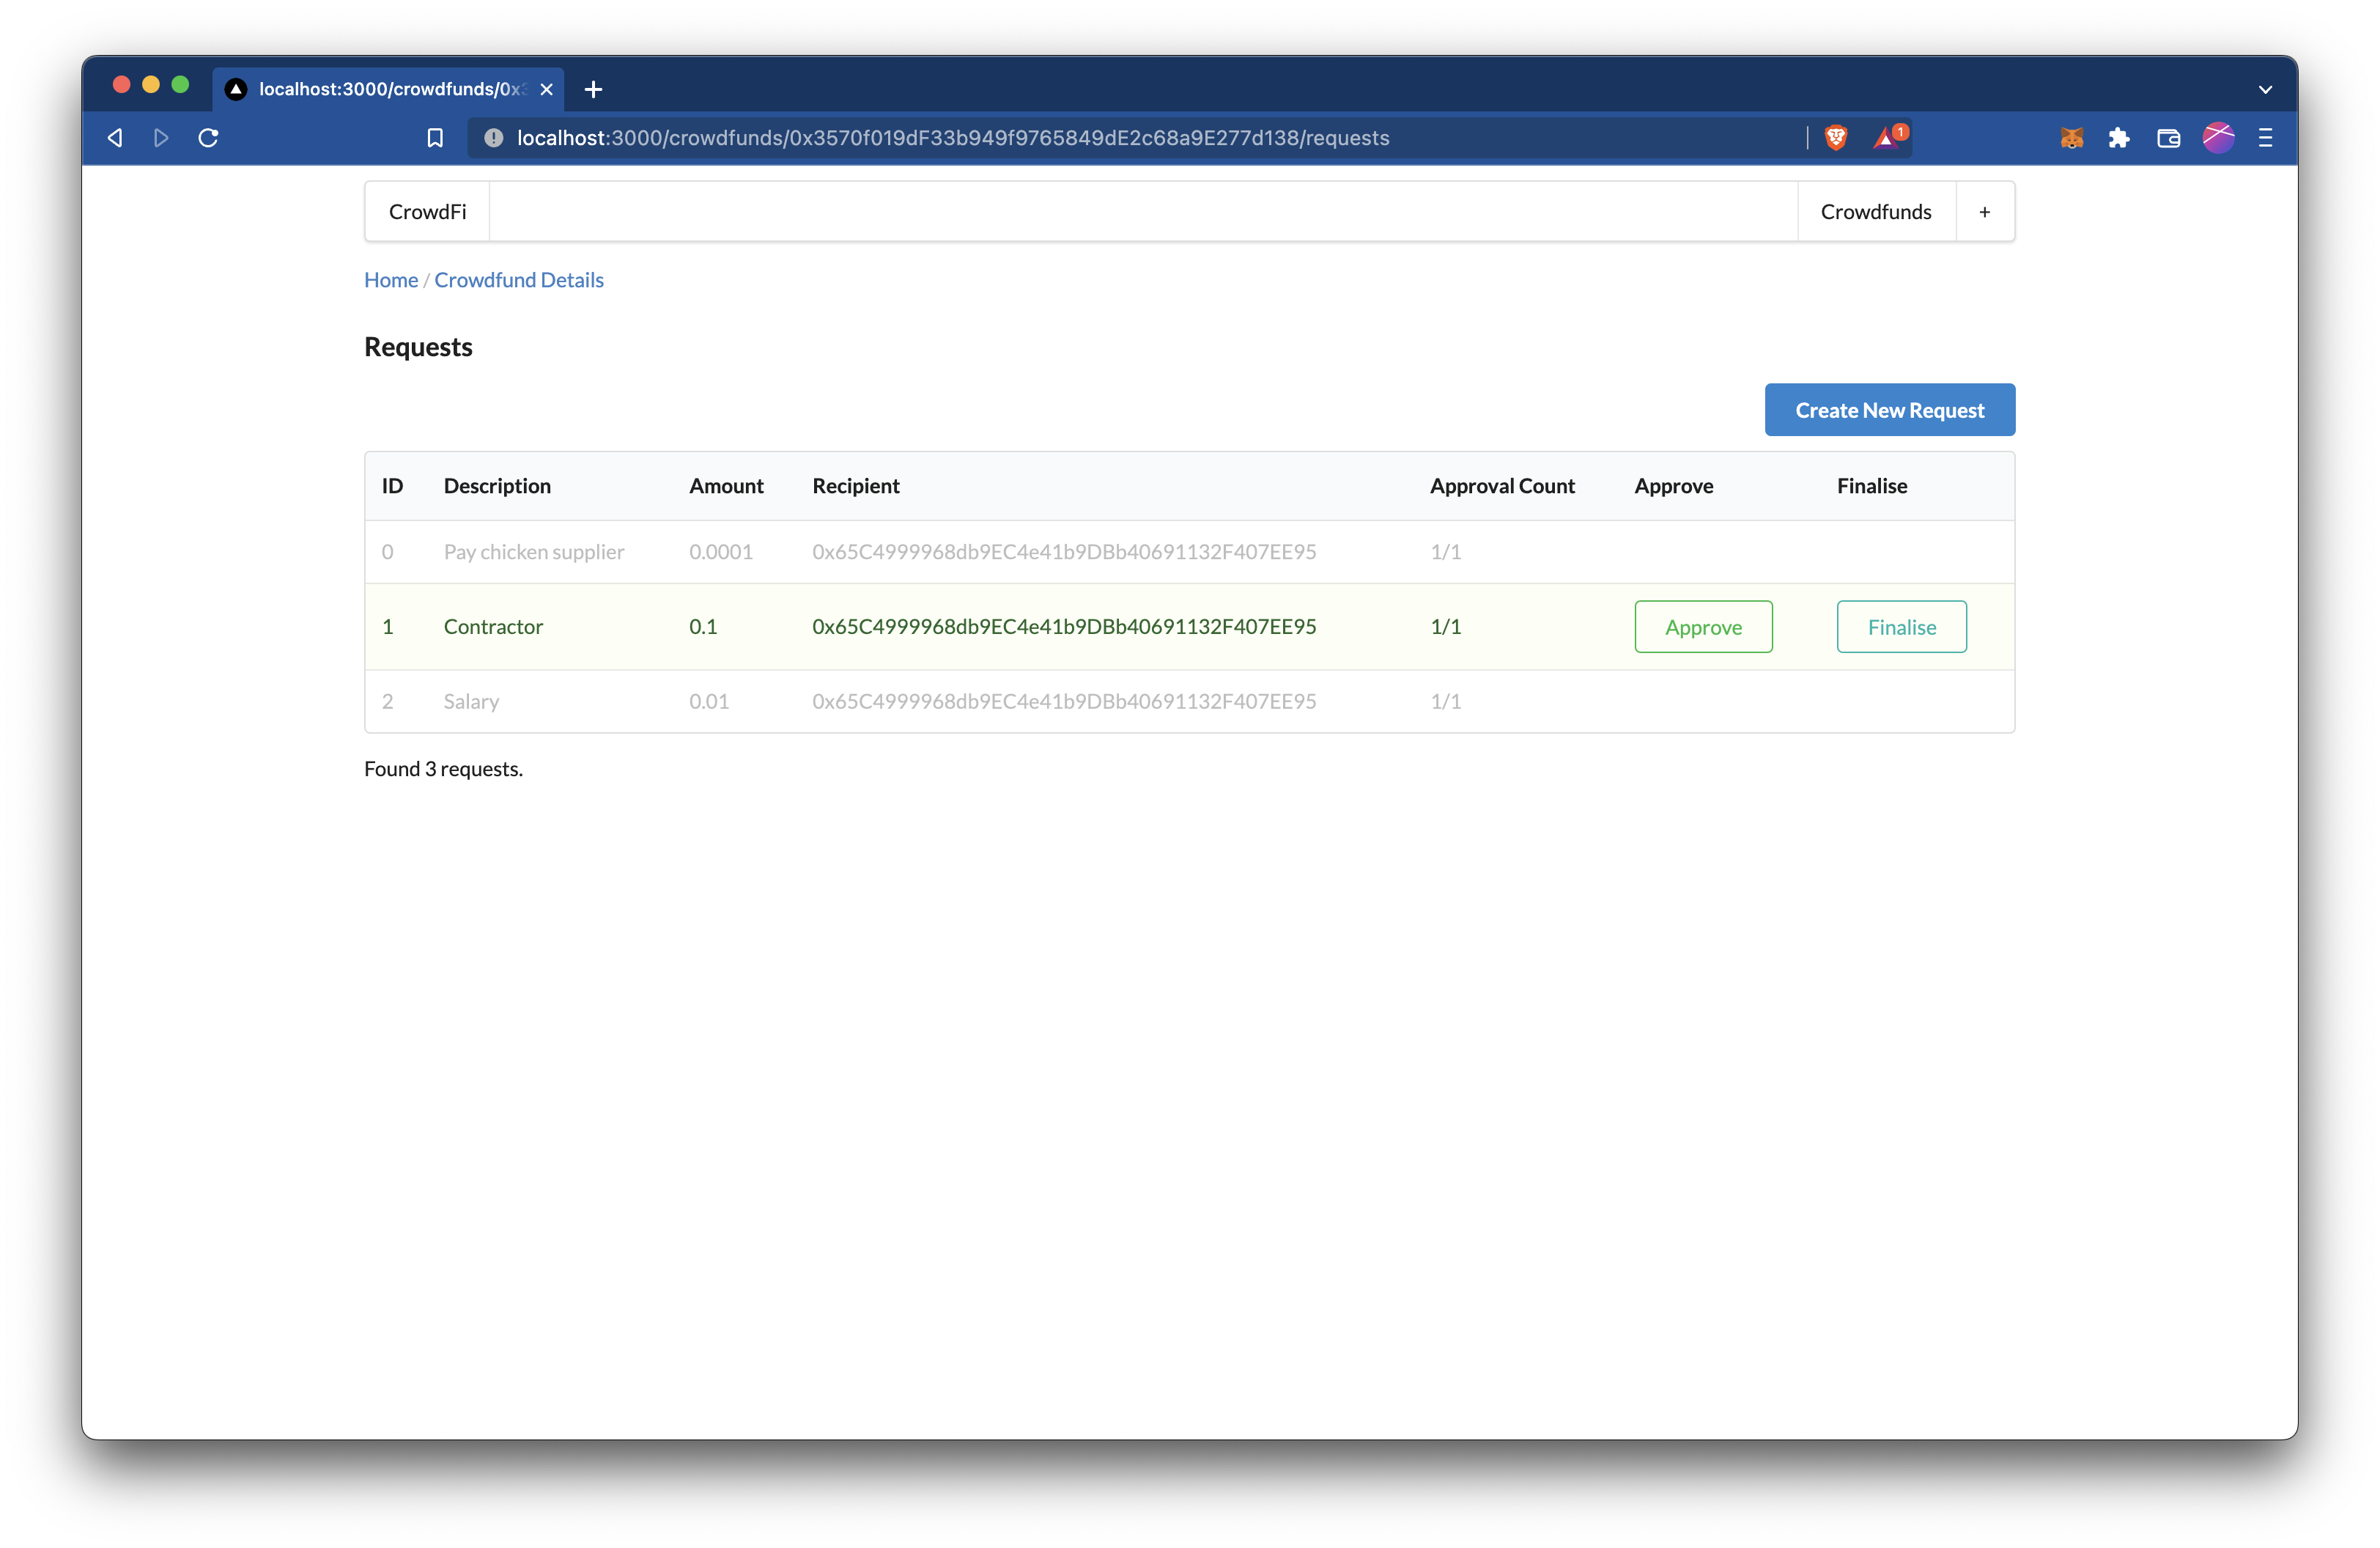 localhost:3000/crowdfunds/0x3
localhost:3000/crowdfunds/0x3570f019dF33b949f9765849dE2c68a9E277d138/requests
1
CrowdFi Crowdfunds +
Home / Crowdfund Details
Requests
Create New Request
ID Description Amount Recipient Approval Count Approve Finalise
0 Pay chicken supplier 0.0001 0x65C4999968db9EC4e41b9DBb40691132F407EE95 1/1
1 Contractor 0.1 0x65C4999968db9EC4e41b9DBb40691132F407EE95 1/1 Approve Finalise
2 Salary 0.01 0x65C4999968db9EC4e41b9DBb40691132F407EE95 1/1
Found 3 requests.